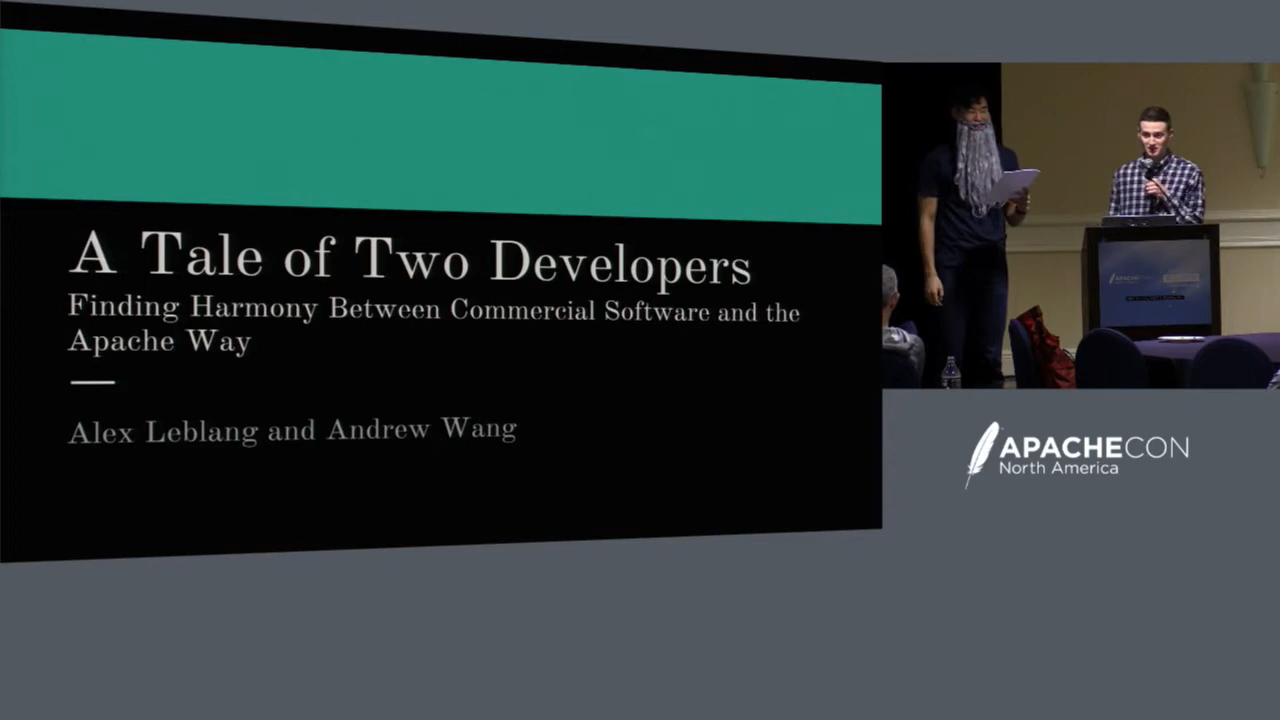 A Tale of Two Developers
Finding Harmony Between Commercial Software and the
Apache Way
Alex Leblang and Andrew Wang
APACHECON
North America